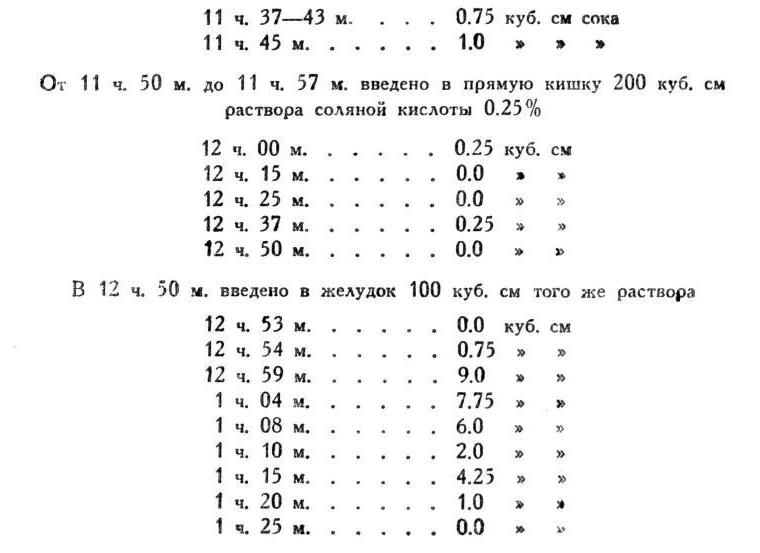 11 ч. 37—43 м. . . . 0.75 куб. см сока
11 ч. 45 м. . . . . . 1.0 » » »
От 11 ч. 50 м. до 11 ч. 57 м. введено в прямую кишку 200 куб. см
раствора соляной кислоты 0.25%
12 ч. 00 м. . . . . . 0.25 куб. см
12 ч. 15 м. . . . . . 0.0 » »
12 ч. 25 м. . . . . . 0.0 » »
12 ч. 37 м. . . . . . 0.25 » »
12 ч. 50 м. . . . . . 0.0 » »
В 12 ч. 50 м. введено в желудок 100 куб. см того же раствора
12 ч. 53 м. . . . . . 0.0 куб. см
12 ч. 54 м. . . . . . 0.75 » »
12 ч. 59 м. . . . . . 9.0 » »
1 ч. 04 м. . . . . . 7.75 » »
1 ч. 08 м. . . . . . 6.0 » »
1 ч. 10 м. . . . . . 2.0 » »
1 ч. 15 м. . . . . . 4.25 » »
1 ч. 20 м. . . . . . 1.0 » »
1 ч. 25 м. . . . . . 0.0 » »